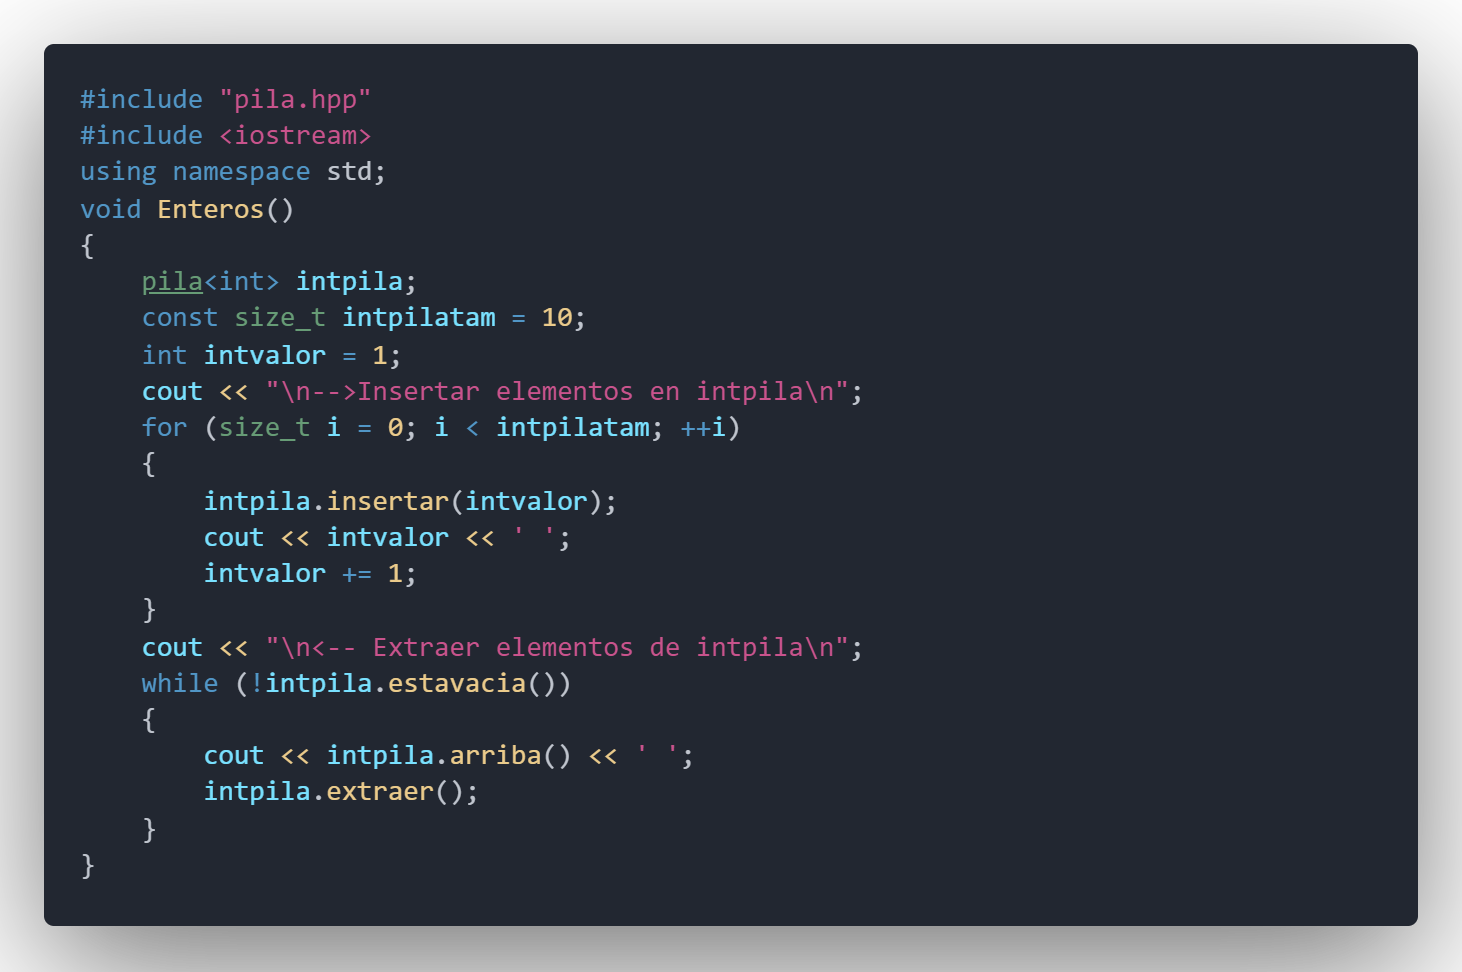 #include "pila.hpp"
#include <iostream>
using namespace std;
void Enteros()
{
    pila<int> intpila;
    const size_t intpilatam = 10;
    int intvalor = 1;
    cout << "\n-->Insertar elementos en intpila\n";
    for (size_t i = 0; i < intpilatam; ++i)
    {
        intpila.insertar(intvalor);
        cout << intvalor << ' ';
        intvalor += 1;
    }
    cout << "\n<-- Extraer elementos de intpila\n";
    while (!intpila.estavacia())
    {
        cout << intpila.arriba() << ' ';
        intpila.extraer();
    }
}